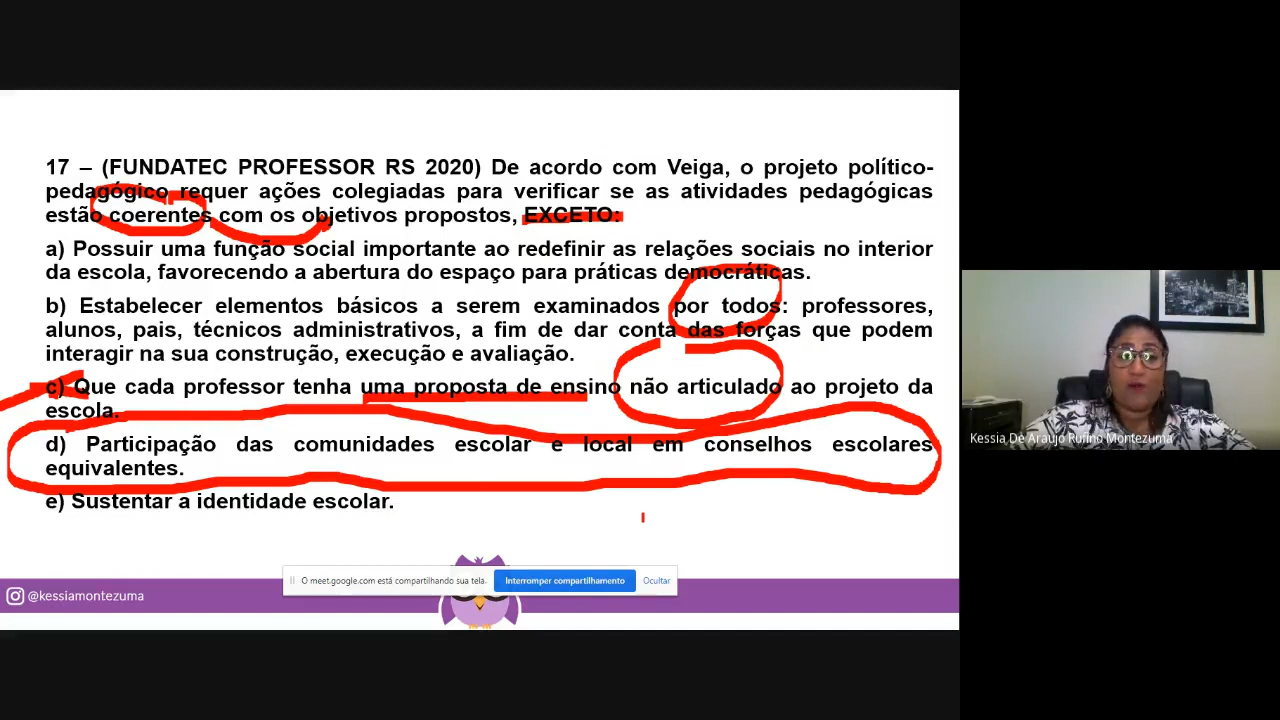 17 – (FUNDATEC PROFESSOR RS 2020) De acordo com Veiga, o projeto político-
pedagógico requer ações colegiadas para verificar se as atividades pedagógicas
estão coerentes com os objetivos propostos, EXCETO:
a) Possuir uma função social importante ao redefinir as relações sociais no interior
da escola, favorecendo a abertura do espaço para práticas democráticas.
b) Estabelecer elementos básicos a serem examinados por todos: professores,
alunos, pais, técnicos administrativos, a fim de dar conta das forças que podem
interagir na sua construção, execução e avaliação.
c) Que cada professor tenha uma proposta de ensino não articulado ao projeto da
escola.
d) Participação das comunidades escolar e local em conselhos escolares
equivalentes.
e) Sustentar a identidade escolar.
Kessia De Araujo Rufino Montezuma
O meet.google.com está compartilhando sua tela.
Interromper compartilhamento
Ocultar
@kessiamontezuma